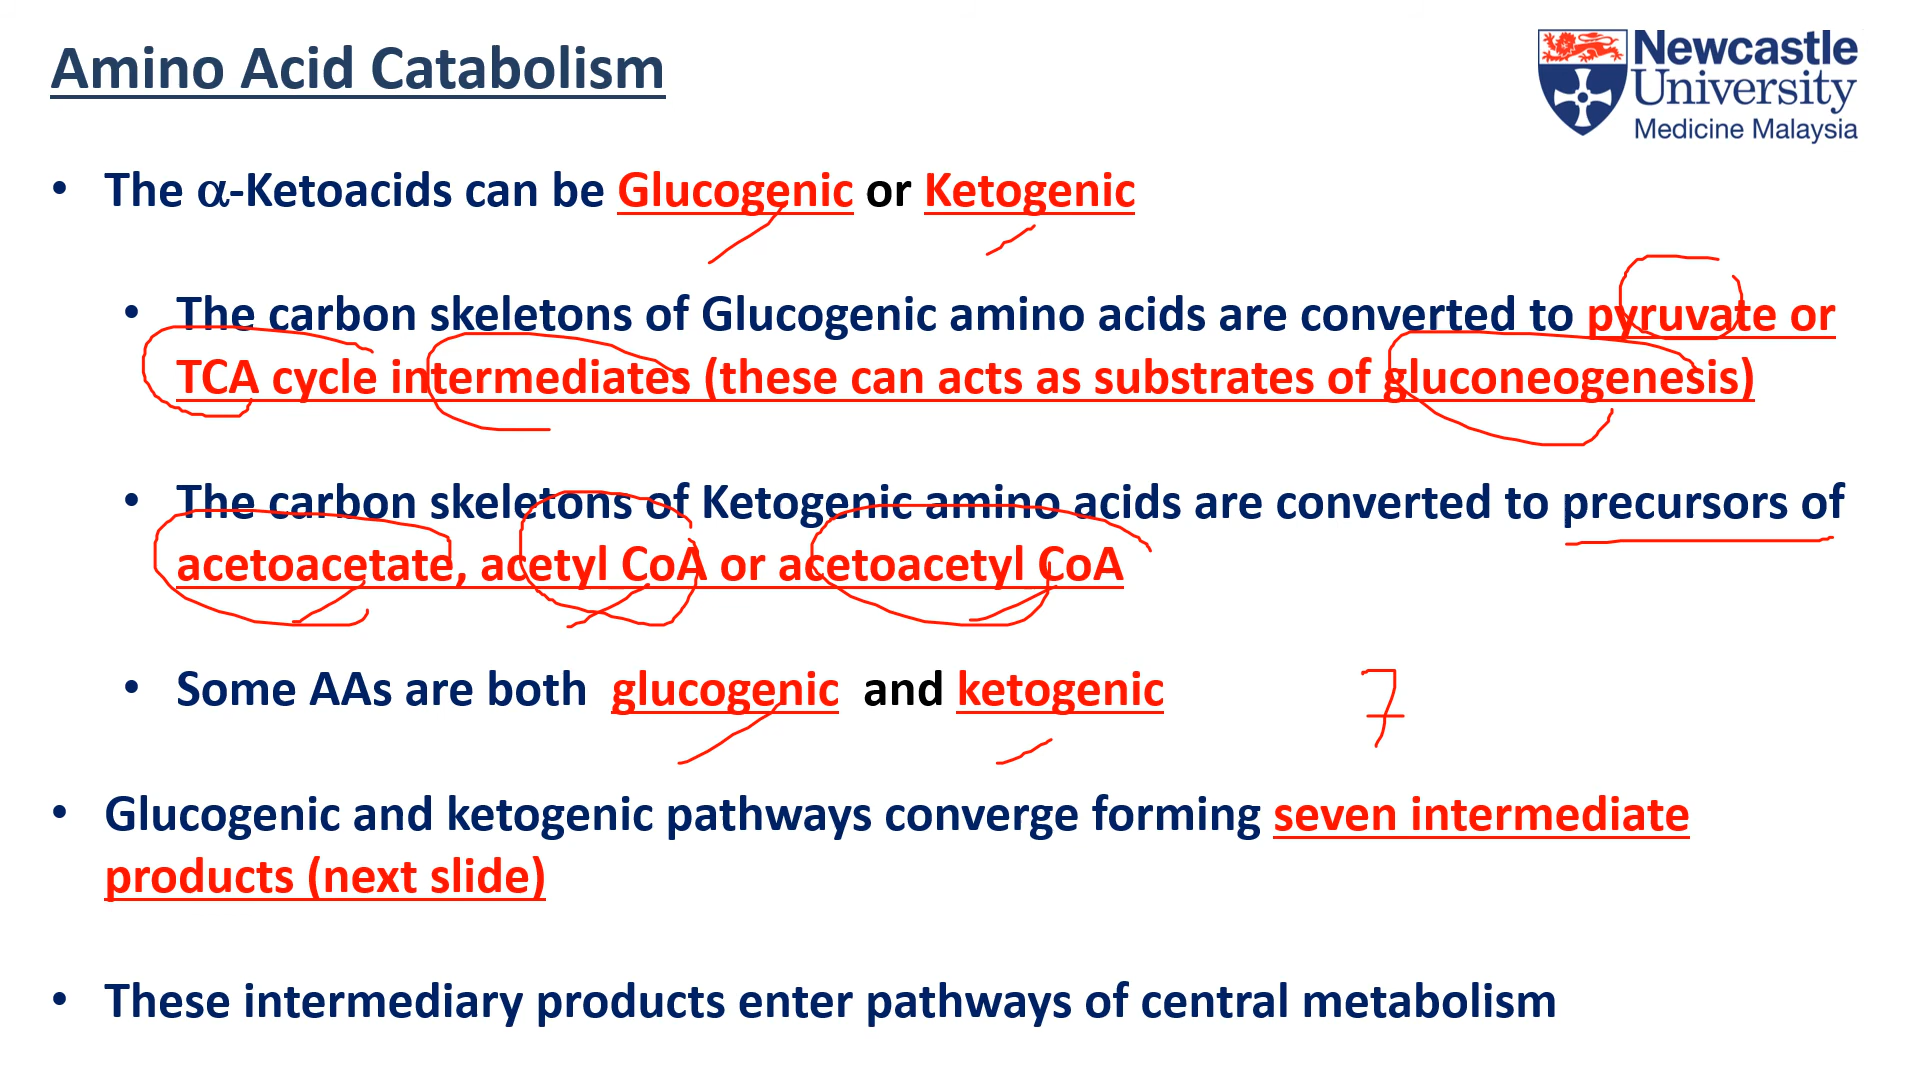 Amino Acid Catabolism
Newcastle
University
Medicine Malaysia
• The α-Ketoacids can be Glucogenic or Ketogenic
• The carbon skeletons of Glucogenic amino acids are converted to pyruvate or
TCA cycle intermediates (these can acts as substrates of gluconeogenesis)
• The carbon skeletons of Ketogenic amino acids are converted to precursors of
acetoacetate, acetyl CoA or acetoacetyl CoA
• Some AAs are both glucogenic and ketogenic
7
• Glucogenic and ketogenic pathways converge forming seven intermediate
products (next slide)
• These intermediary products enter pathways of central metabolism